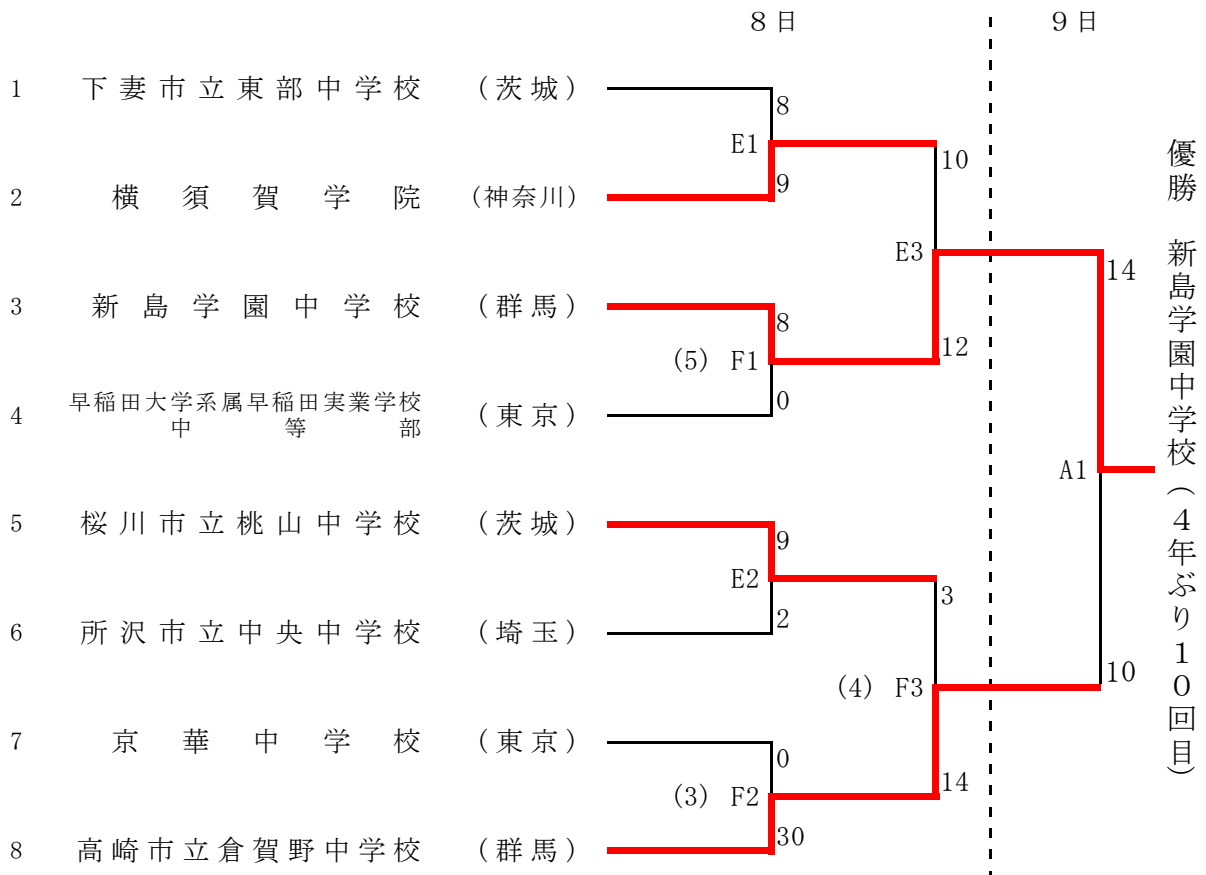 8日 9日
1 下妻市立東部中学校 (茨城)
8
E1
10
2 横須賀学院 (神奈川)
9
E3
14
3 新島学園中学校 (群馬)
8
(5) F1
12
4 早稲田大学系属早稲田実業学校
中等部 (東京)
0
A1
5 桜川市立桃山中学校 (茨城)
9
E2
3
6 所沢市立中央中学校 (埼玉)
2
(4) F3
10
7 京華中学校 (東京)
0
(3) F2
14
8 高崎市立倉賀野中学校 (群馬)
30
優勝 新島学園中学校(4年ぶり10回目)